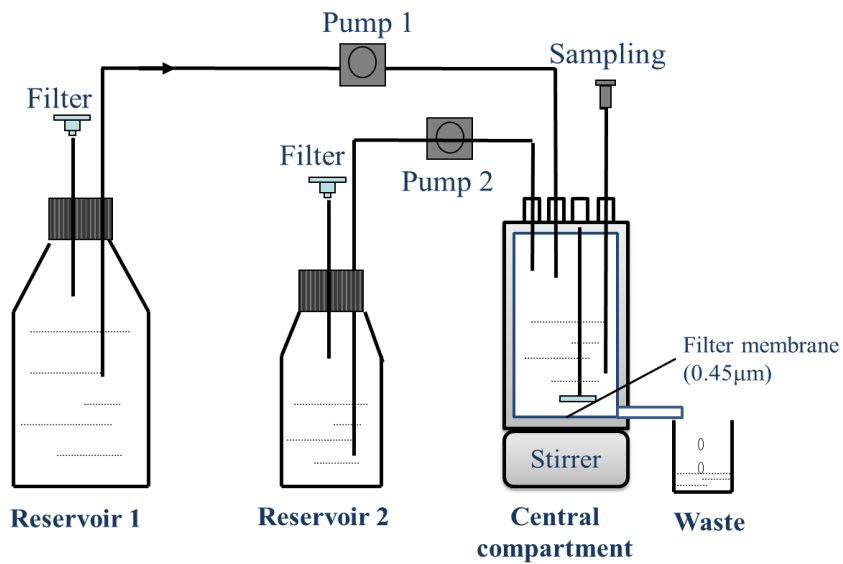 Pump 1
Sampling
Filter
Filter
Pump 2
Filter membrane
(0.45µm)
Stirrer
Reservoir 1
Reservoir 2
Central
compartment
Waste